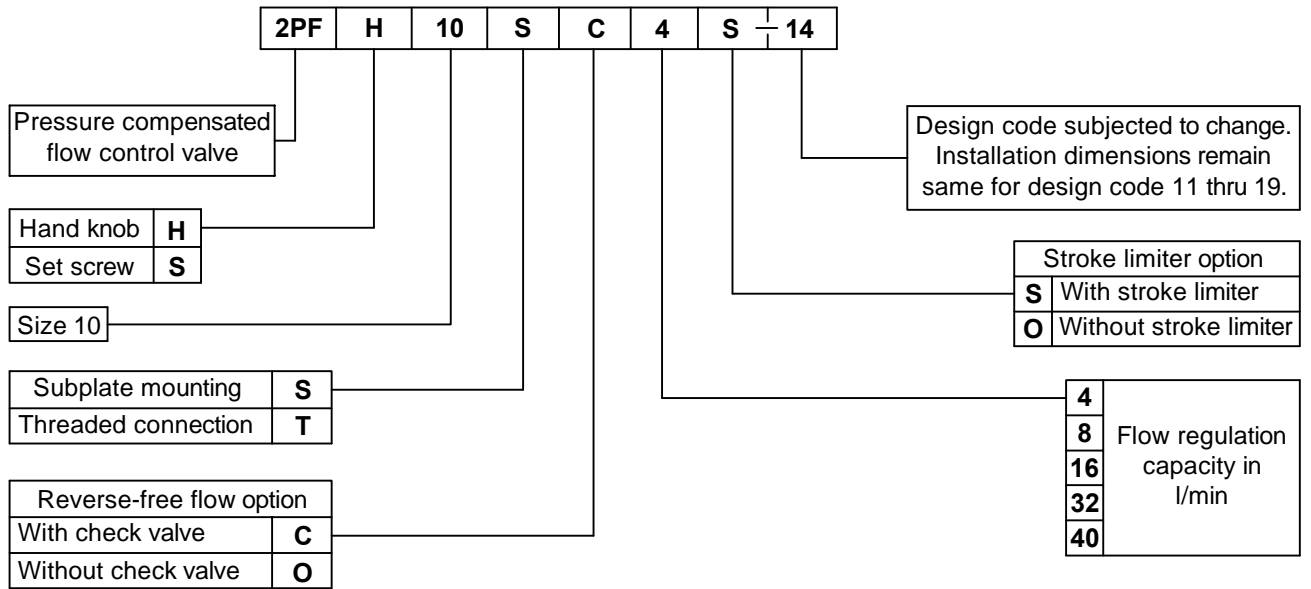 2PF H 10 S C 4 S - 14
Pressure compensated
flow control valve
Design code subjected to change.
Installation dimensions remain
same for design code 11 thru 19.
Hand knob H
Set screw S
Stroke limiter option
S With stroke limiter
O Without stroke limiter
Size 10
Subplate mounting S
Threaded connection T
4
8
16
32
40
Flow regulation
capacity in
l/min
Reverse-free flow option
With check valve C
Without check valve O